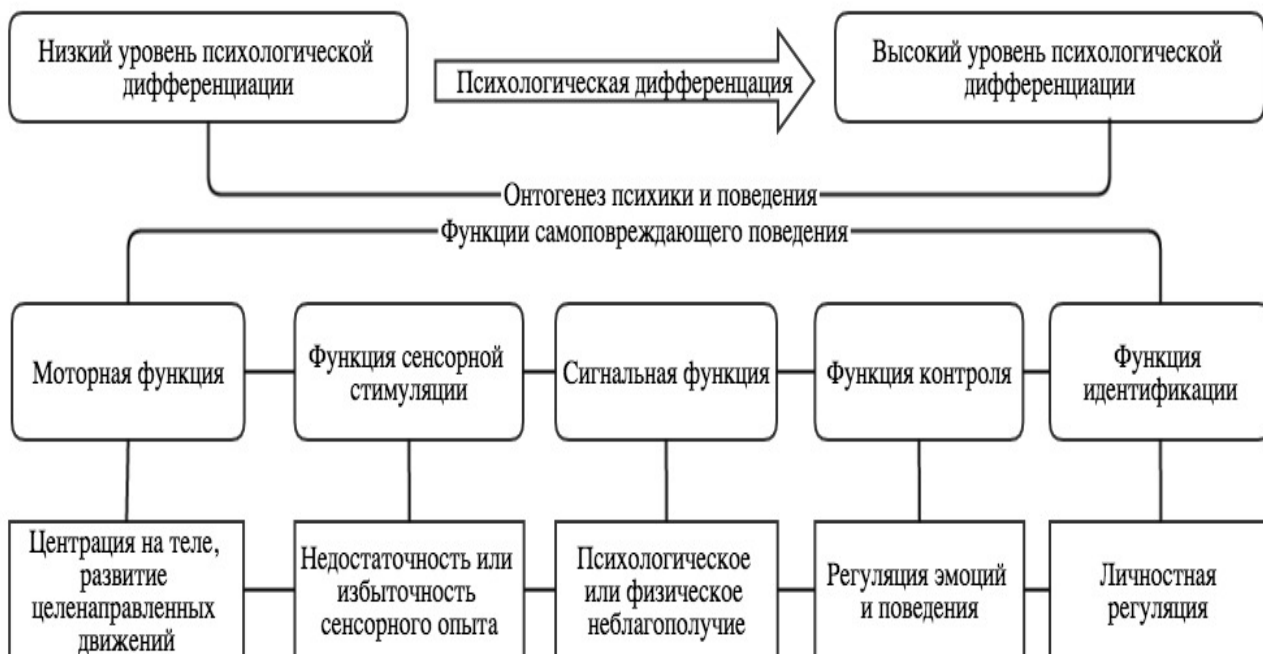 Низкий уровень психологической
дифференциации
Психологическая дифференцация
Высокий уровень психологической
дифференциации
Онтогенез психики и поведения
Функции самоповреждающего поведения
Моторная функция
Функция сенсорной
стимуляции
Сигнальная функция
Функция контроля
Функция
идентификации
Центрация на теле,
развитие
целенаправленных
движений
Недостаточность или
избыточность
сенсорного опыта
Психологическое
или физическое
неблагополучие
Регуляция эмоций
и поведения
Личностная
регуляция